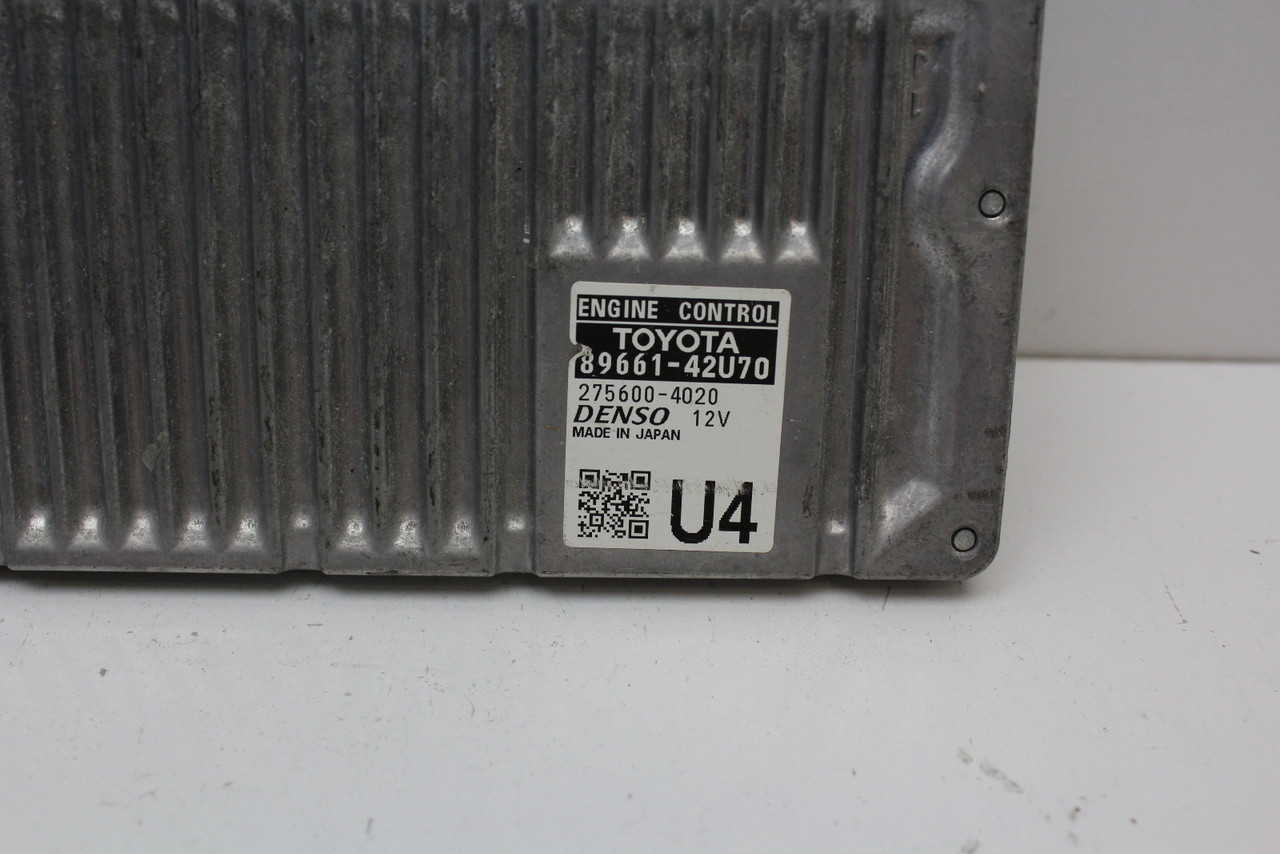 ENGINE CONTROL
TOYOTA
89661-42U70
275600-4020
DENSO 12V
MADE IN JAPAN
U4